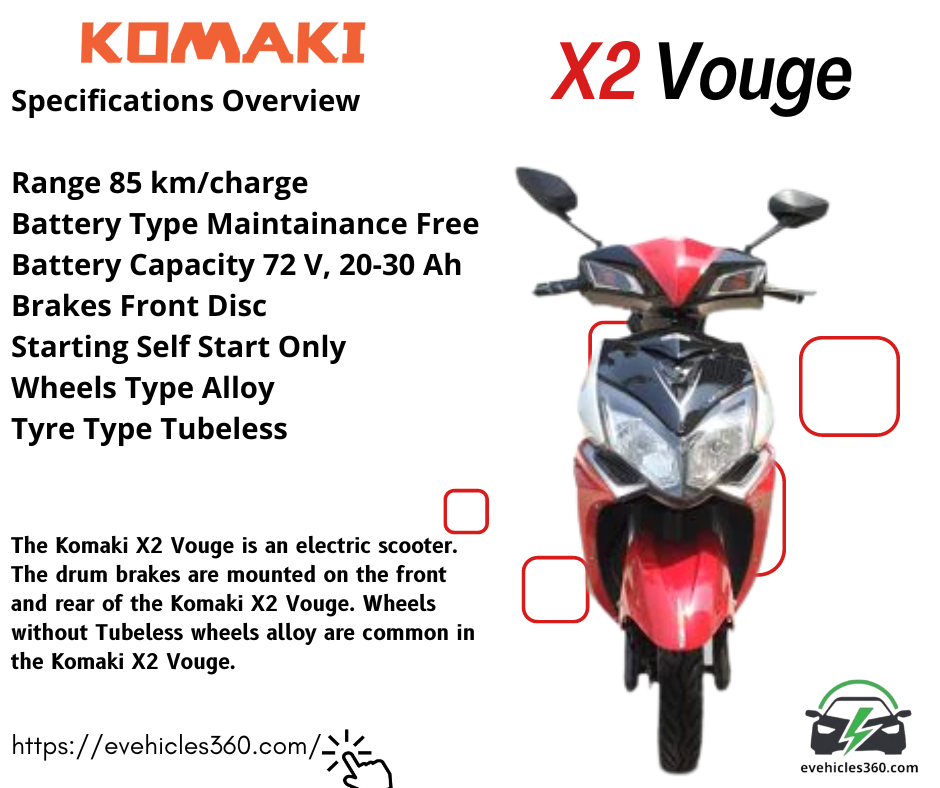 KOMAKI
X2 Vouge
Specifications Overview
Range 85 km/charge
Battery Type Maintainance Free
Battery Capacity 72 V, 20-30 Ah
Brakes Front Disc
Starting Self Start Only
Wheels Type Alloy
Tyre Type Tubeless
The Komaki X2 Vouge is an electric scooter.
The drum brakes are mounted on the front
and rear of the Komaki X2 Vouge. Wheels
without Tubeless wheels alloy are common in
the Komaki X2 Vouge.
https://evehicles360.com/
evehicles360.com